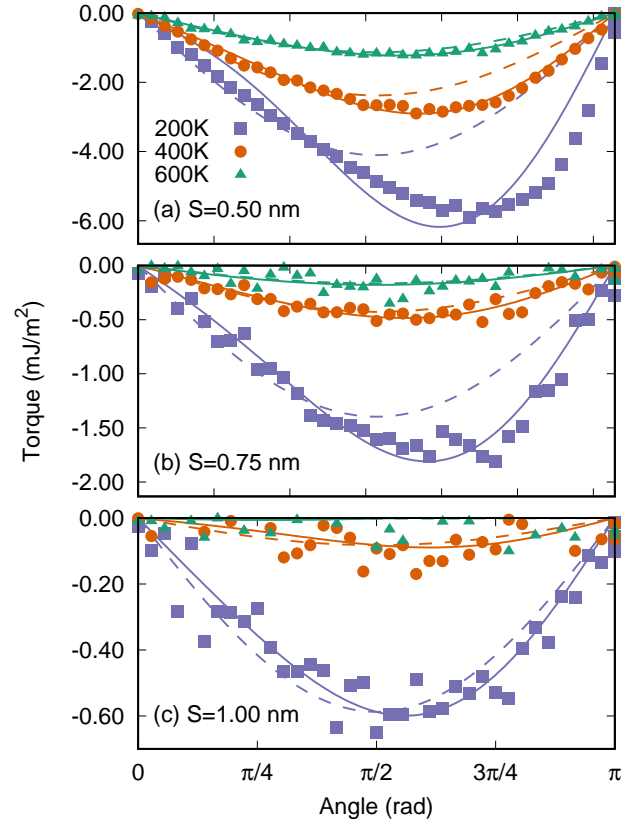 0.00
-2.00
-4.00
-6.00
200K
400K
600K
(a) S=0.50 nm
0.00
-0.50
-1.00
-1.50
-2.00
(b) S=0.75 nm
Torque (mJ/m²)
0.00
-0.20
-0.40
-0.60
(c) S=1.00 nm
0 π/4 π/2 3π/4 π
Angle (rad)